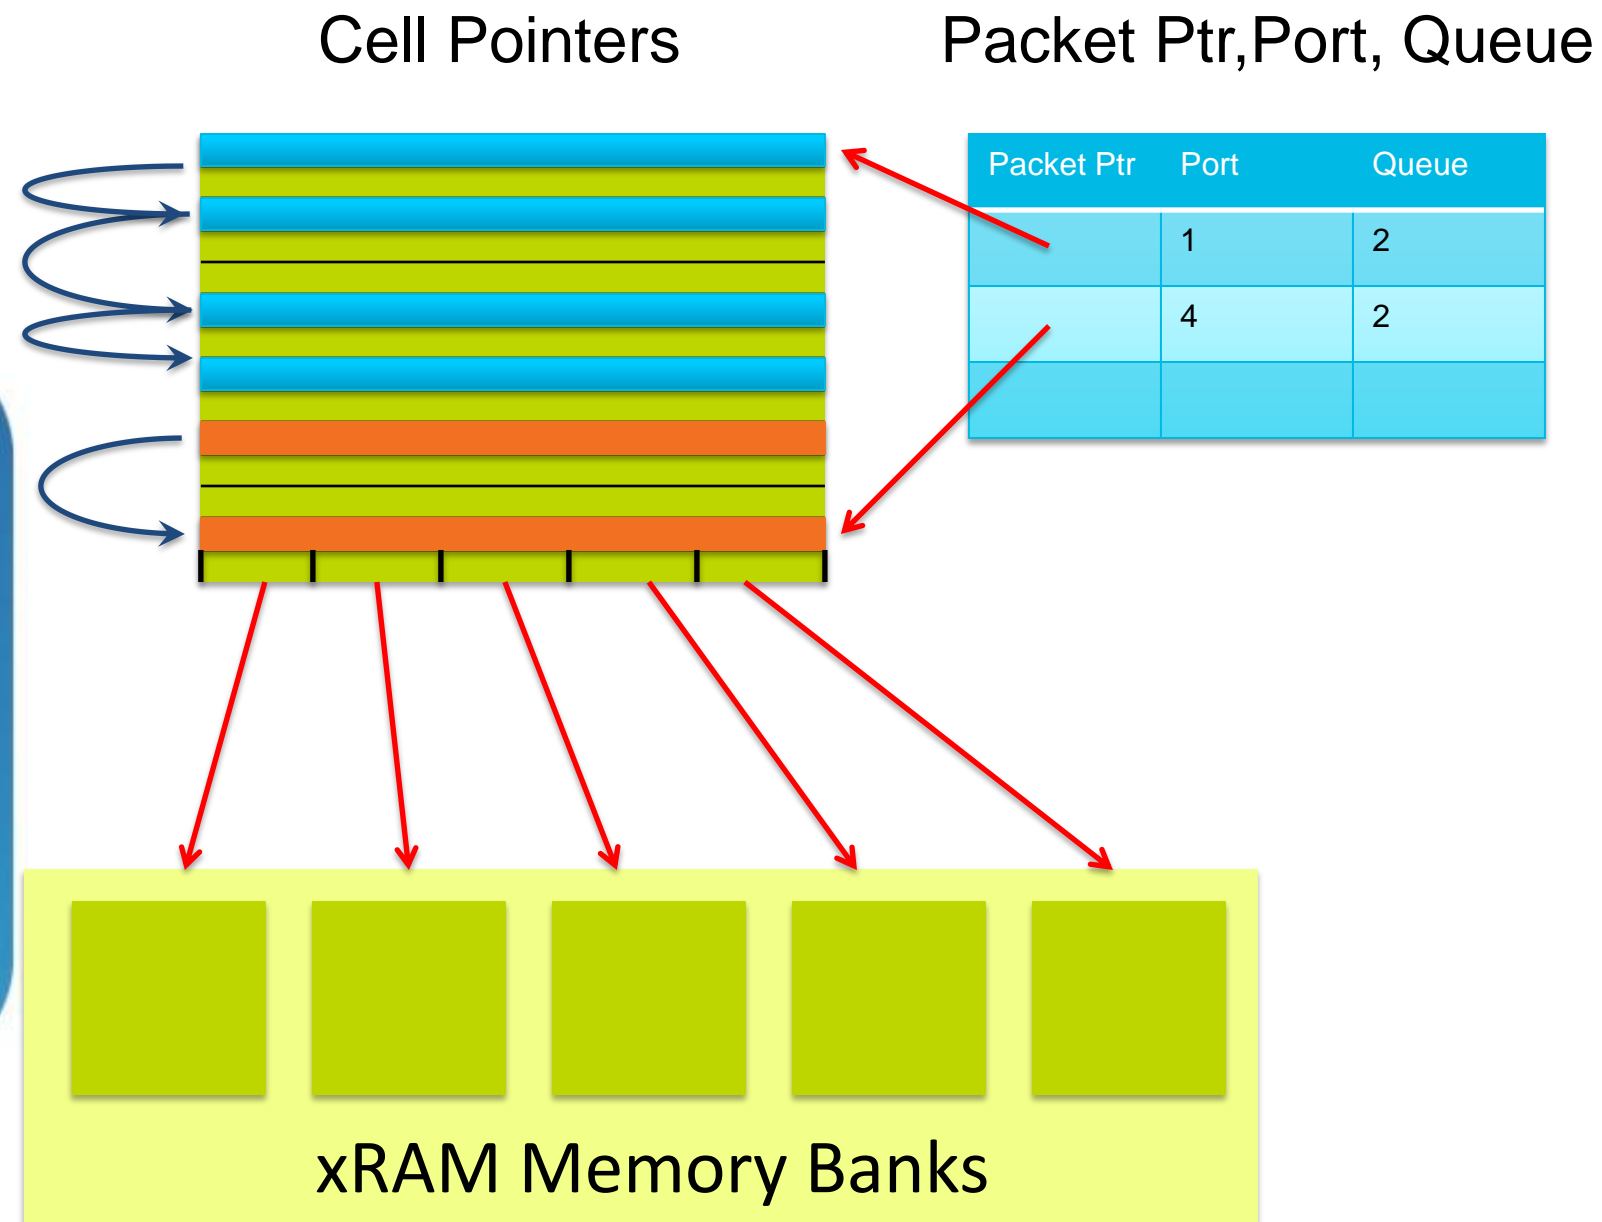 Cell Pointers
Packet Ptr,Port, Queue
Packet Ptr Port Queue
1 2
4 2
xRAM Memory Banks